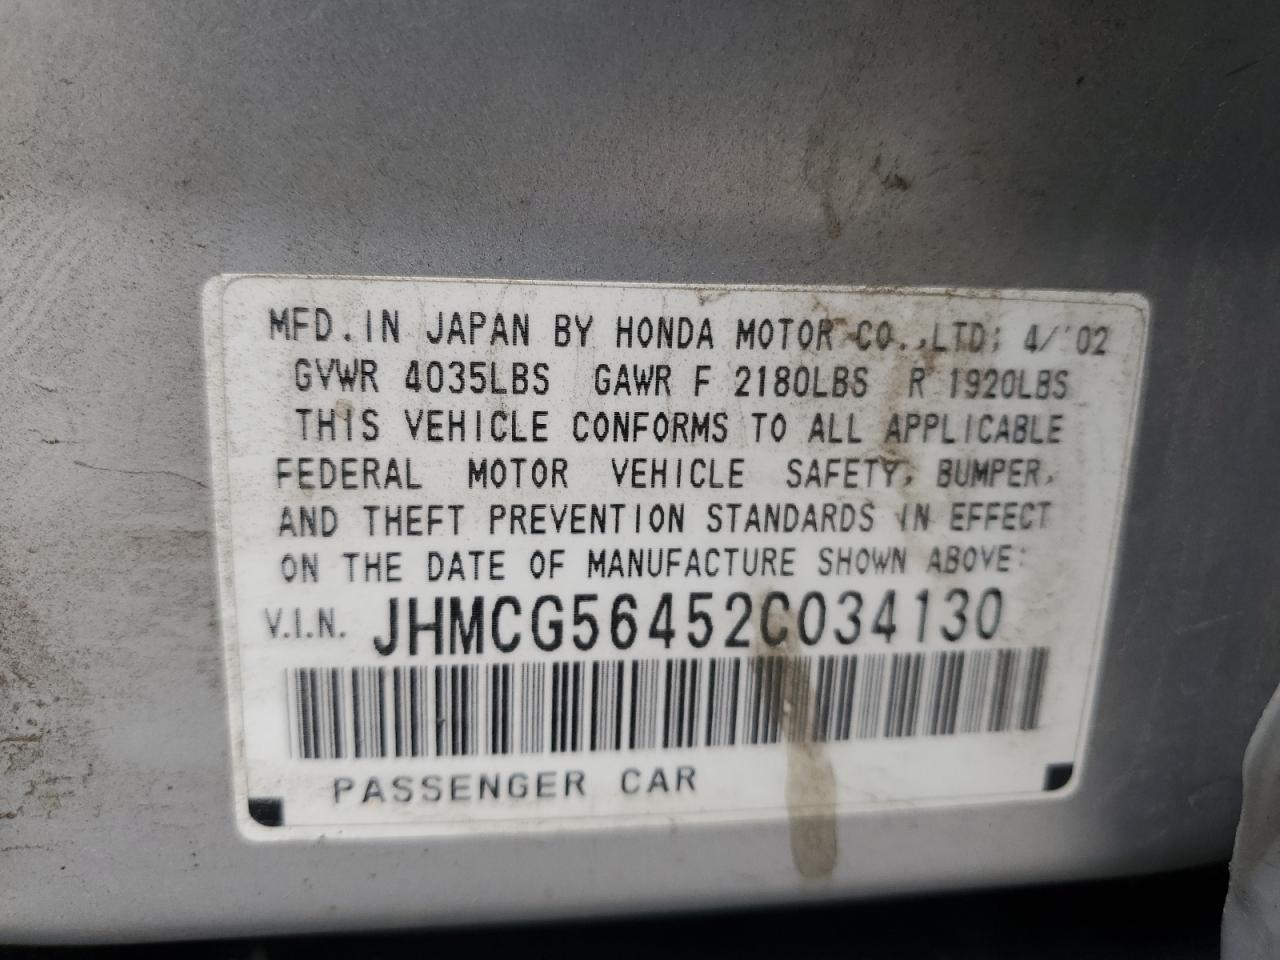 MFD. IN JAPAN BY HONDA MOTOR CO.,LTD; 4/'02
GVWR 4035LBS GAWR F 2180LBS R 1920LBS
THIS VEHICLE CONFORMS TO ALL APPLICABLE
FEDERAL MOTOR VEHICLE SAFETY, BUMPER,
AND THEFT PREVENTION STANDARDS IN EFFECT
ON THE DATE OF MANUFACTURE SHOWN ABOVE:
V.I.N. JHMCG56452C034130
PASSENGER CAR